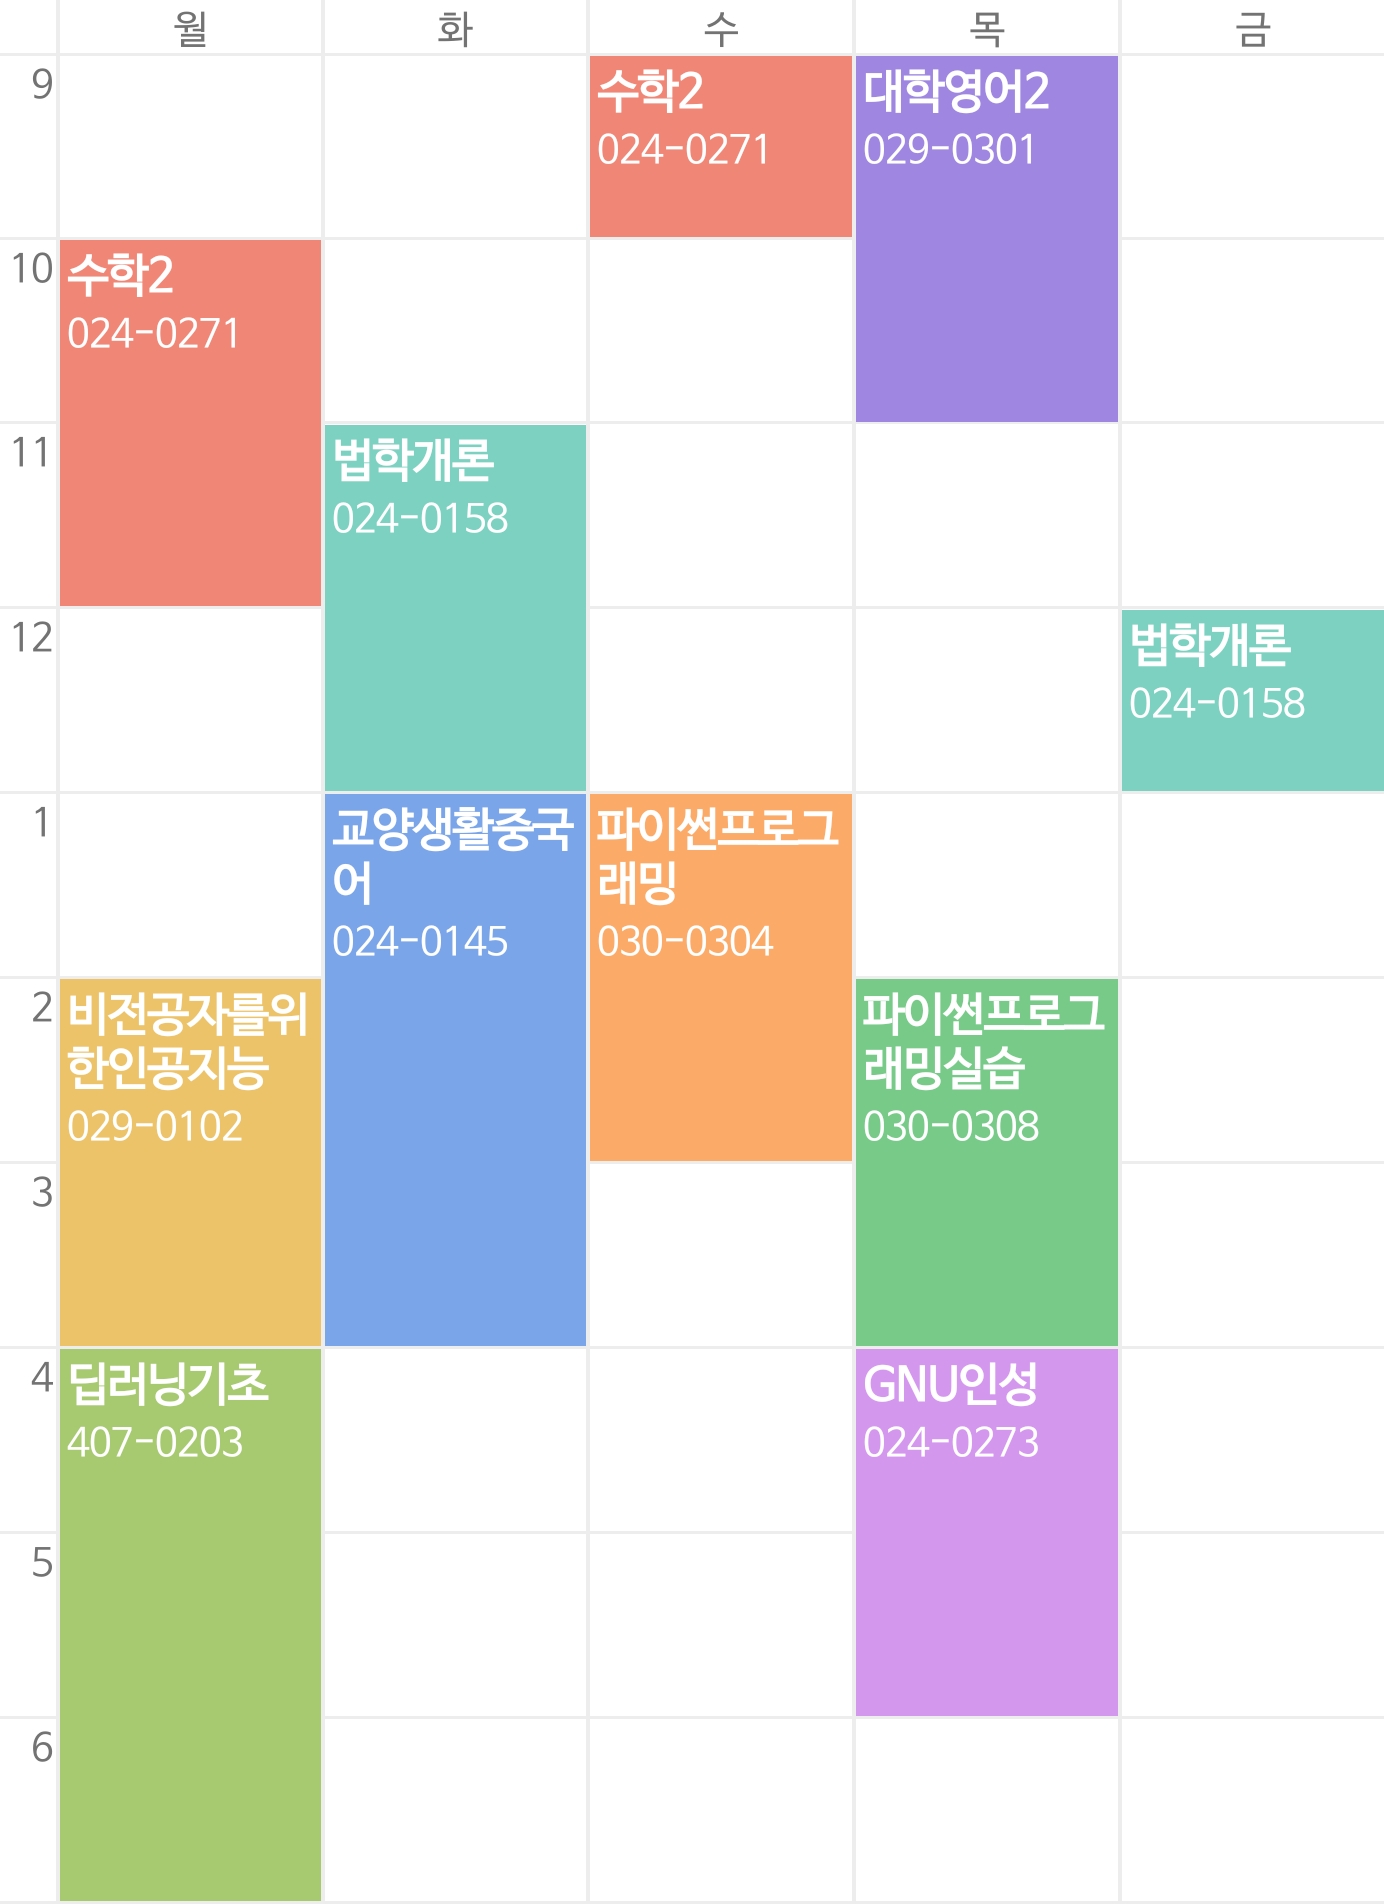 월 화 수 목 금
9
수학2
024-0271
대학영어2
029-0301
10
수학2
024-0271
11
법학개론
024-0158
12
법학개론
024-0158
1
교양생활중국
어
024-0145
파이썬프로그
래밍
030-0304
2
비전공자를위
한인공지능
029-0102
파이썬프로그
래밍실습
030-0308
3
4
딥러닝기초
407-0203
GNU인성
024-0273
5
6